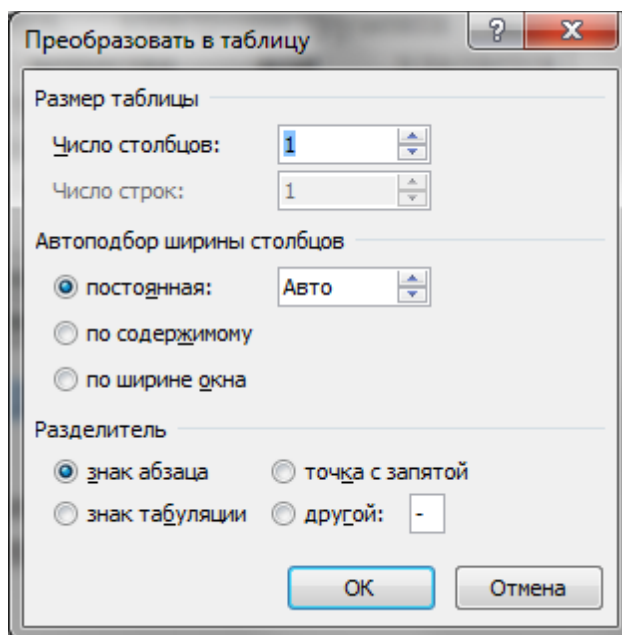 Преобразовать в таблицу
Размер таблицы
Число столбцов: 1
Число строк: 1
Автоподбор ширины столбцов
постоянная: Авто
по содержимому
по ширине окна
Разделитель
знак абзаца точка с запятой
знак табуляции другой: -
ОК Отмена